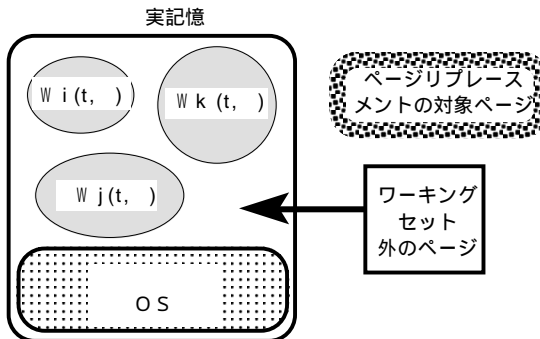 実記憶
Wi(t, )
Wk(t, )
ページリプレース
メントの対象ページ
Wj(t, )
ワーキング
セット
外のページ
OS